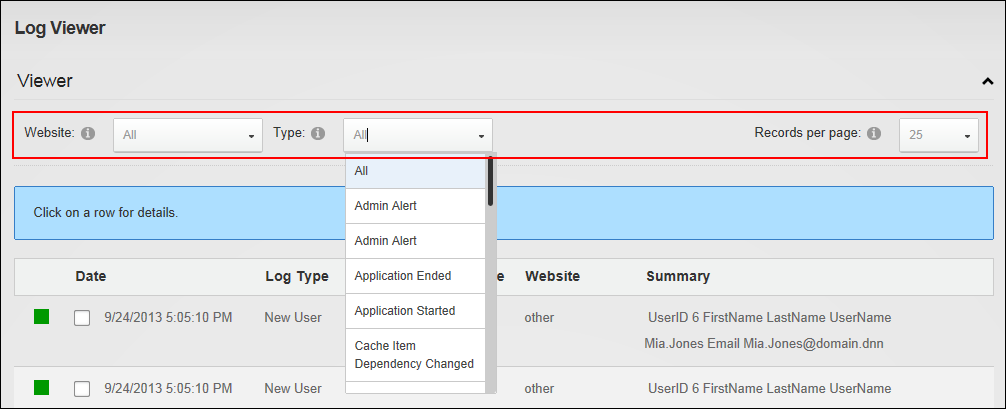 Log Viewer
Viewer
Website: All Type: All Records per page: 25
All
Click on a row for details.
Admin Alert
Admin Alert
Application Ended
Application Started
Cache Item
Dependency Changed
Date Log Type e Website Summary
9/24/2013 5:05:10 PM New User other UserID 6 FirstName LastName UserName
Mia.Jones Email Mia.Jones@domain.dnn
9/24/2013 5:05:10 PM New User other UserID 6 FirstName LastName UserName